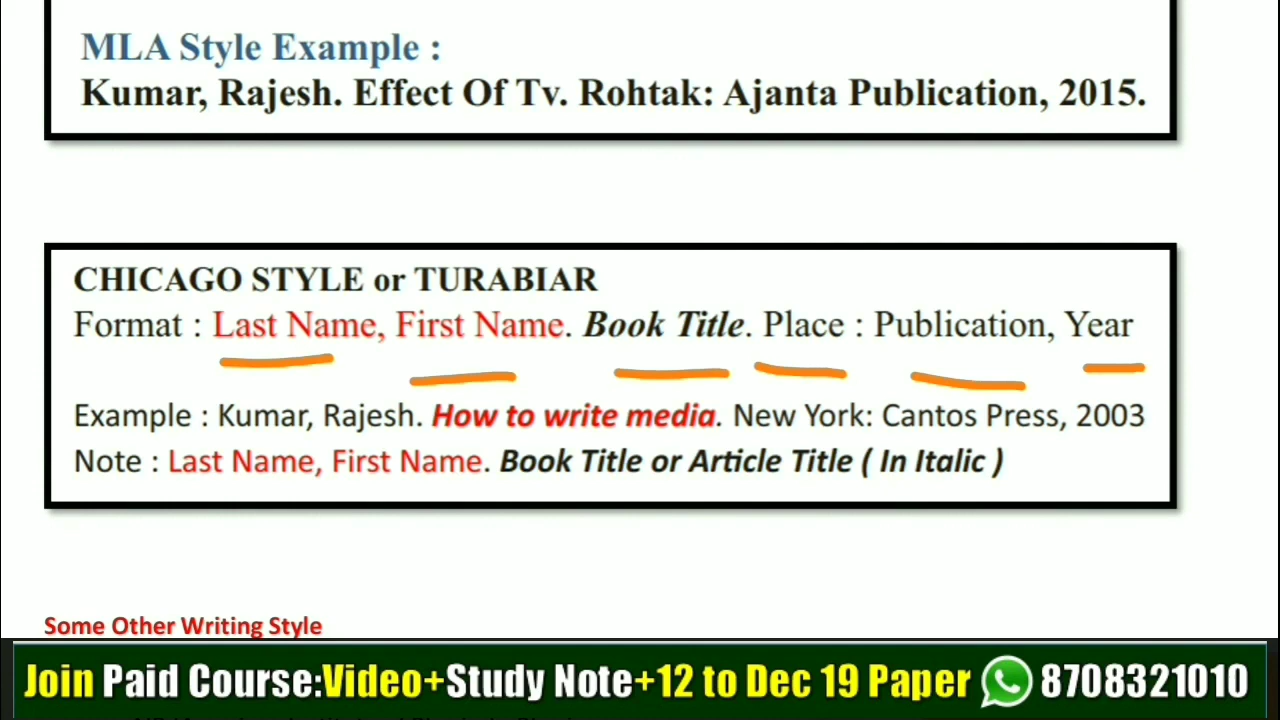 MLA Style Example :
Kumar, Rajesh. Effect Of Tv. Rohtak: Ajanta Publication, 2015.
CHICAGO STYLE or TURABIAR
Format : Last Name, First Name. Book Title. Place : Publication, Year
Example : Kumar, Rajesh. How to write media. New York: Cantos Press, 2003
Note : Last Name, First Name. Book Title or Article Title ( In Italic )
Some Other Writing Style
Join Paid Course:Video+Study Note+12 to Dec 19 Paper 8708321010